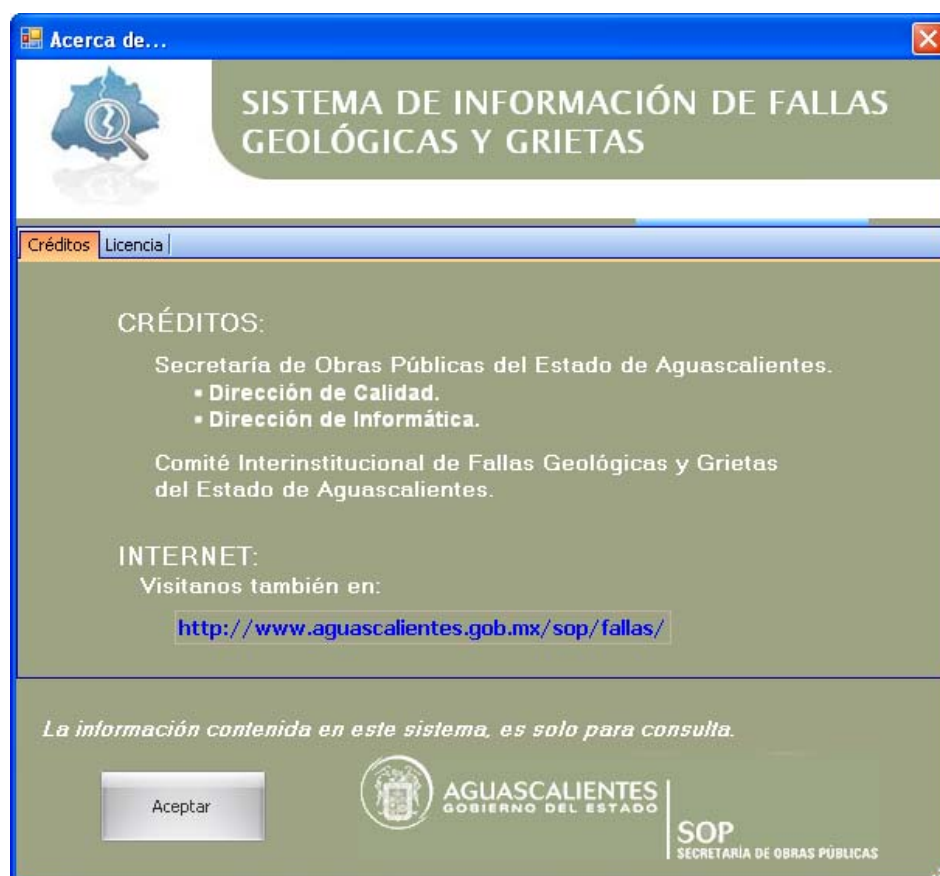 Acerca de...
SISTEMA DE INFORMACIÓN DE FALLAS
GEOLÓGICAS Y GRIETAS
Créditos Licencia
CRÉDITOS:
Secretaría de Obras Públicas del Estado de Aguascalientes.
▪ Dirección de Calidad.
▪ Dirección de Informática.
Comité Interinstitucional de Fallas Geológicas y Grietas
del Estado de Aguascalientes.
INTERNET:
Visitanos también en:
http://www.aguascalientes.gob.mx/sop/fallas/
La información contenida en este sistema, es solo para consulta.
Aceptar
AGUASCALIENTES
GOBIERNO DEL ESTADO
SOP
SECRETARÍA DE OBRAS PÚBLICAS